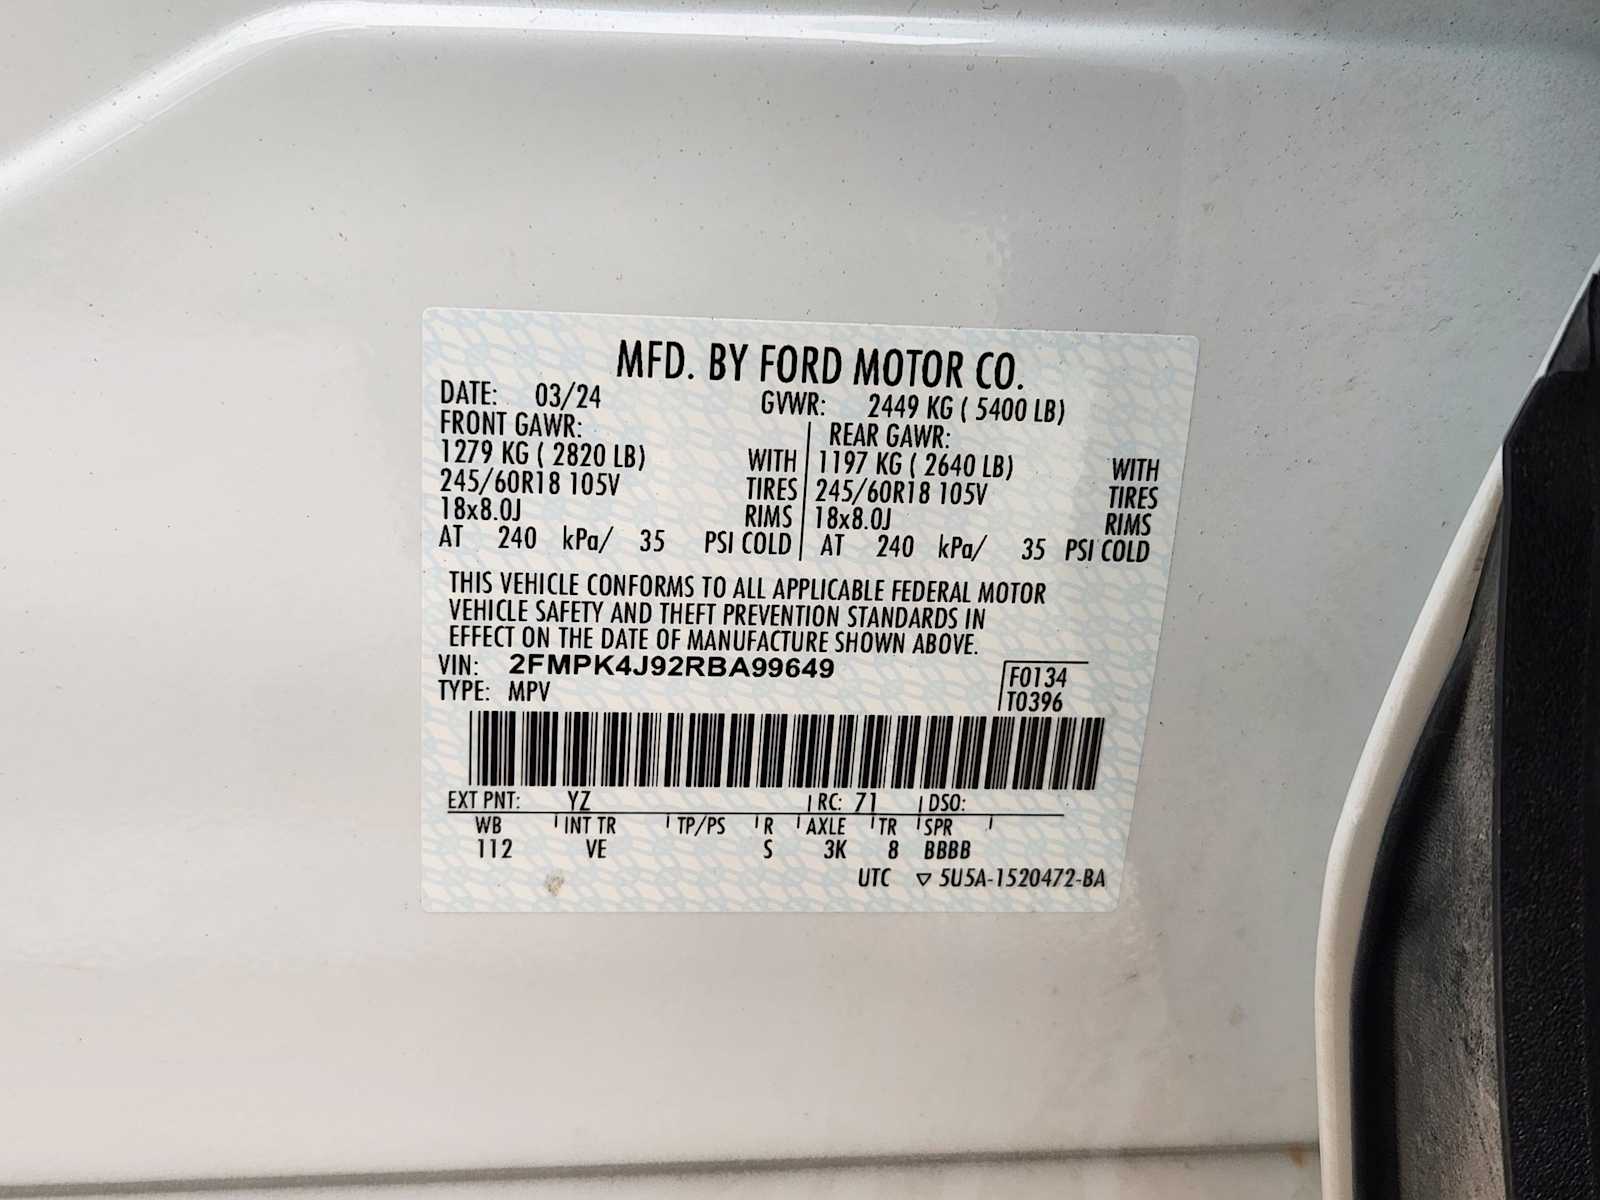 MFD. BY FORD MOTOR CO.
DATE: 03/24 GVWR: 2449 KG ( 5400 LB)
FRONT GAWR: REAR GAWR:
1279 KG ( 2820 LB) WITH 1197 KG ( 2640 LB) WITH
245/60R18 105V TIRES 245/60R18 105V TIRES
18x8.0J RIMS 18x8.0J RIMS
AT 240 kPa/ 35 PSI COLD AT 240 kPa/ 35 PSI COLD
THIS VEHICLE CONFORMS TO ALL APPLICABLE FEDERAL MOTOR
VEHICLE SAFETY AND THEFT PREVENTION STANDARDS IN
EFFECT ON THE DATE OF MANUFACTURE SHOWN ABOVE.
VIN: 2FMPK4J92RBA99649 F0134
TYPE: MPV T0396
EXT PNT: YZ RC: 71 DSO:
WB INT TR TP/PS R AXLE TR SPR
112 VE S 3K 8 BBBB
UTC ▽ 5U5A-1520472-BA